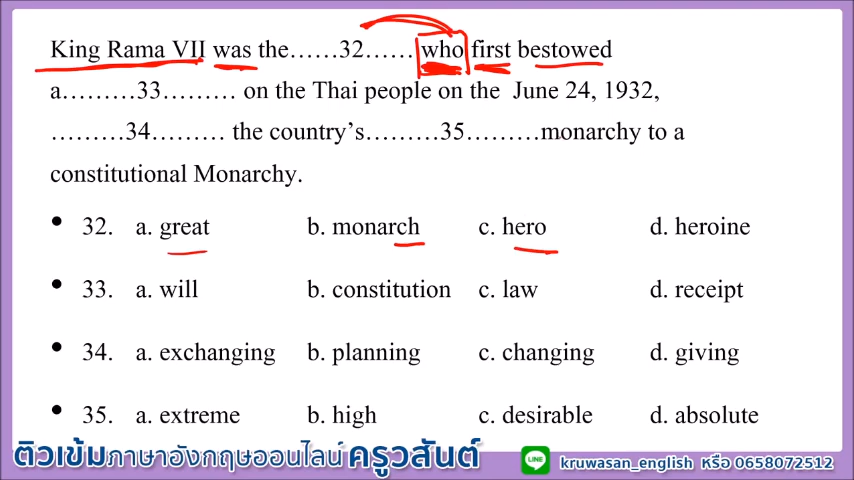 King Rama VII was the……32…… who first bestowed
a………33……… on the Thai people on the June 24, 1932,
………34……… the country’s………35………monarchy to a
constitutional Monarchy.
• 32. a. great b. monarch c. hero d. heroine
• 33. a. will b. constitution c. law d. receipt
• 34. a. exchanging b. planning c. changing d. giving
• 35. a. extreme b. high c. desirable d. absolute
ติวเข้มภาษาอังกฤษออนไลน์ ครูวสันต์ LINE kruwasan_english หรือ 0658072512